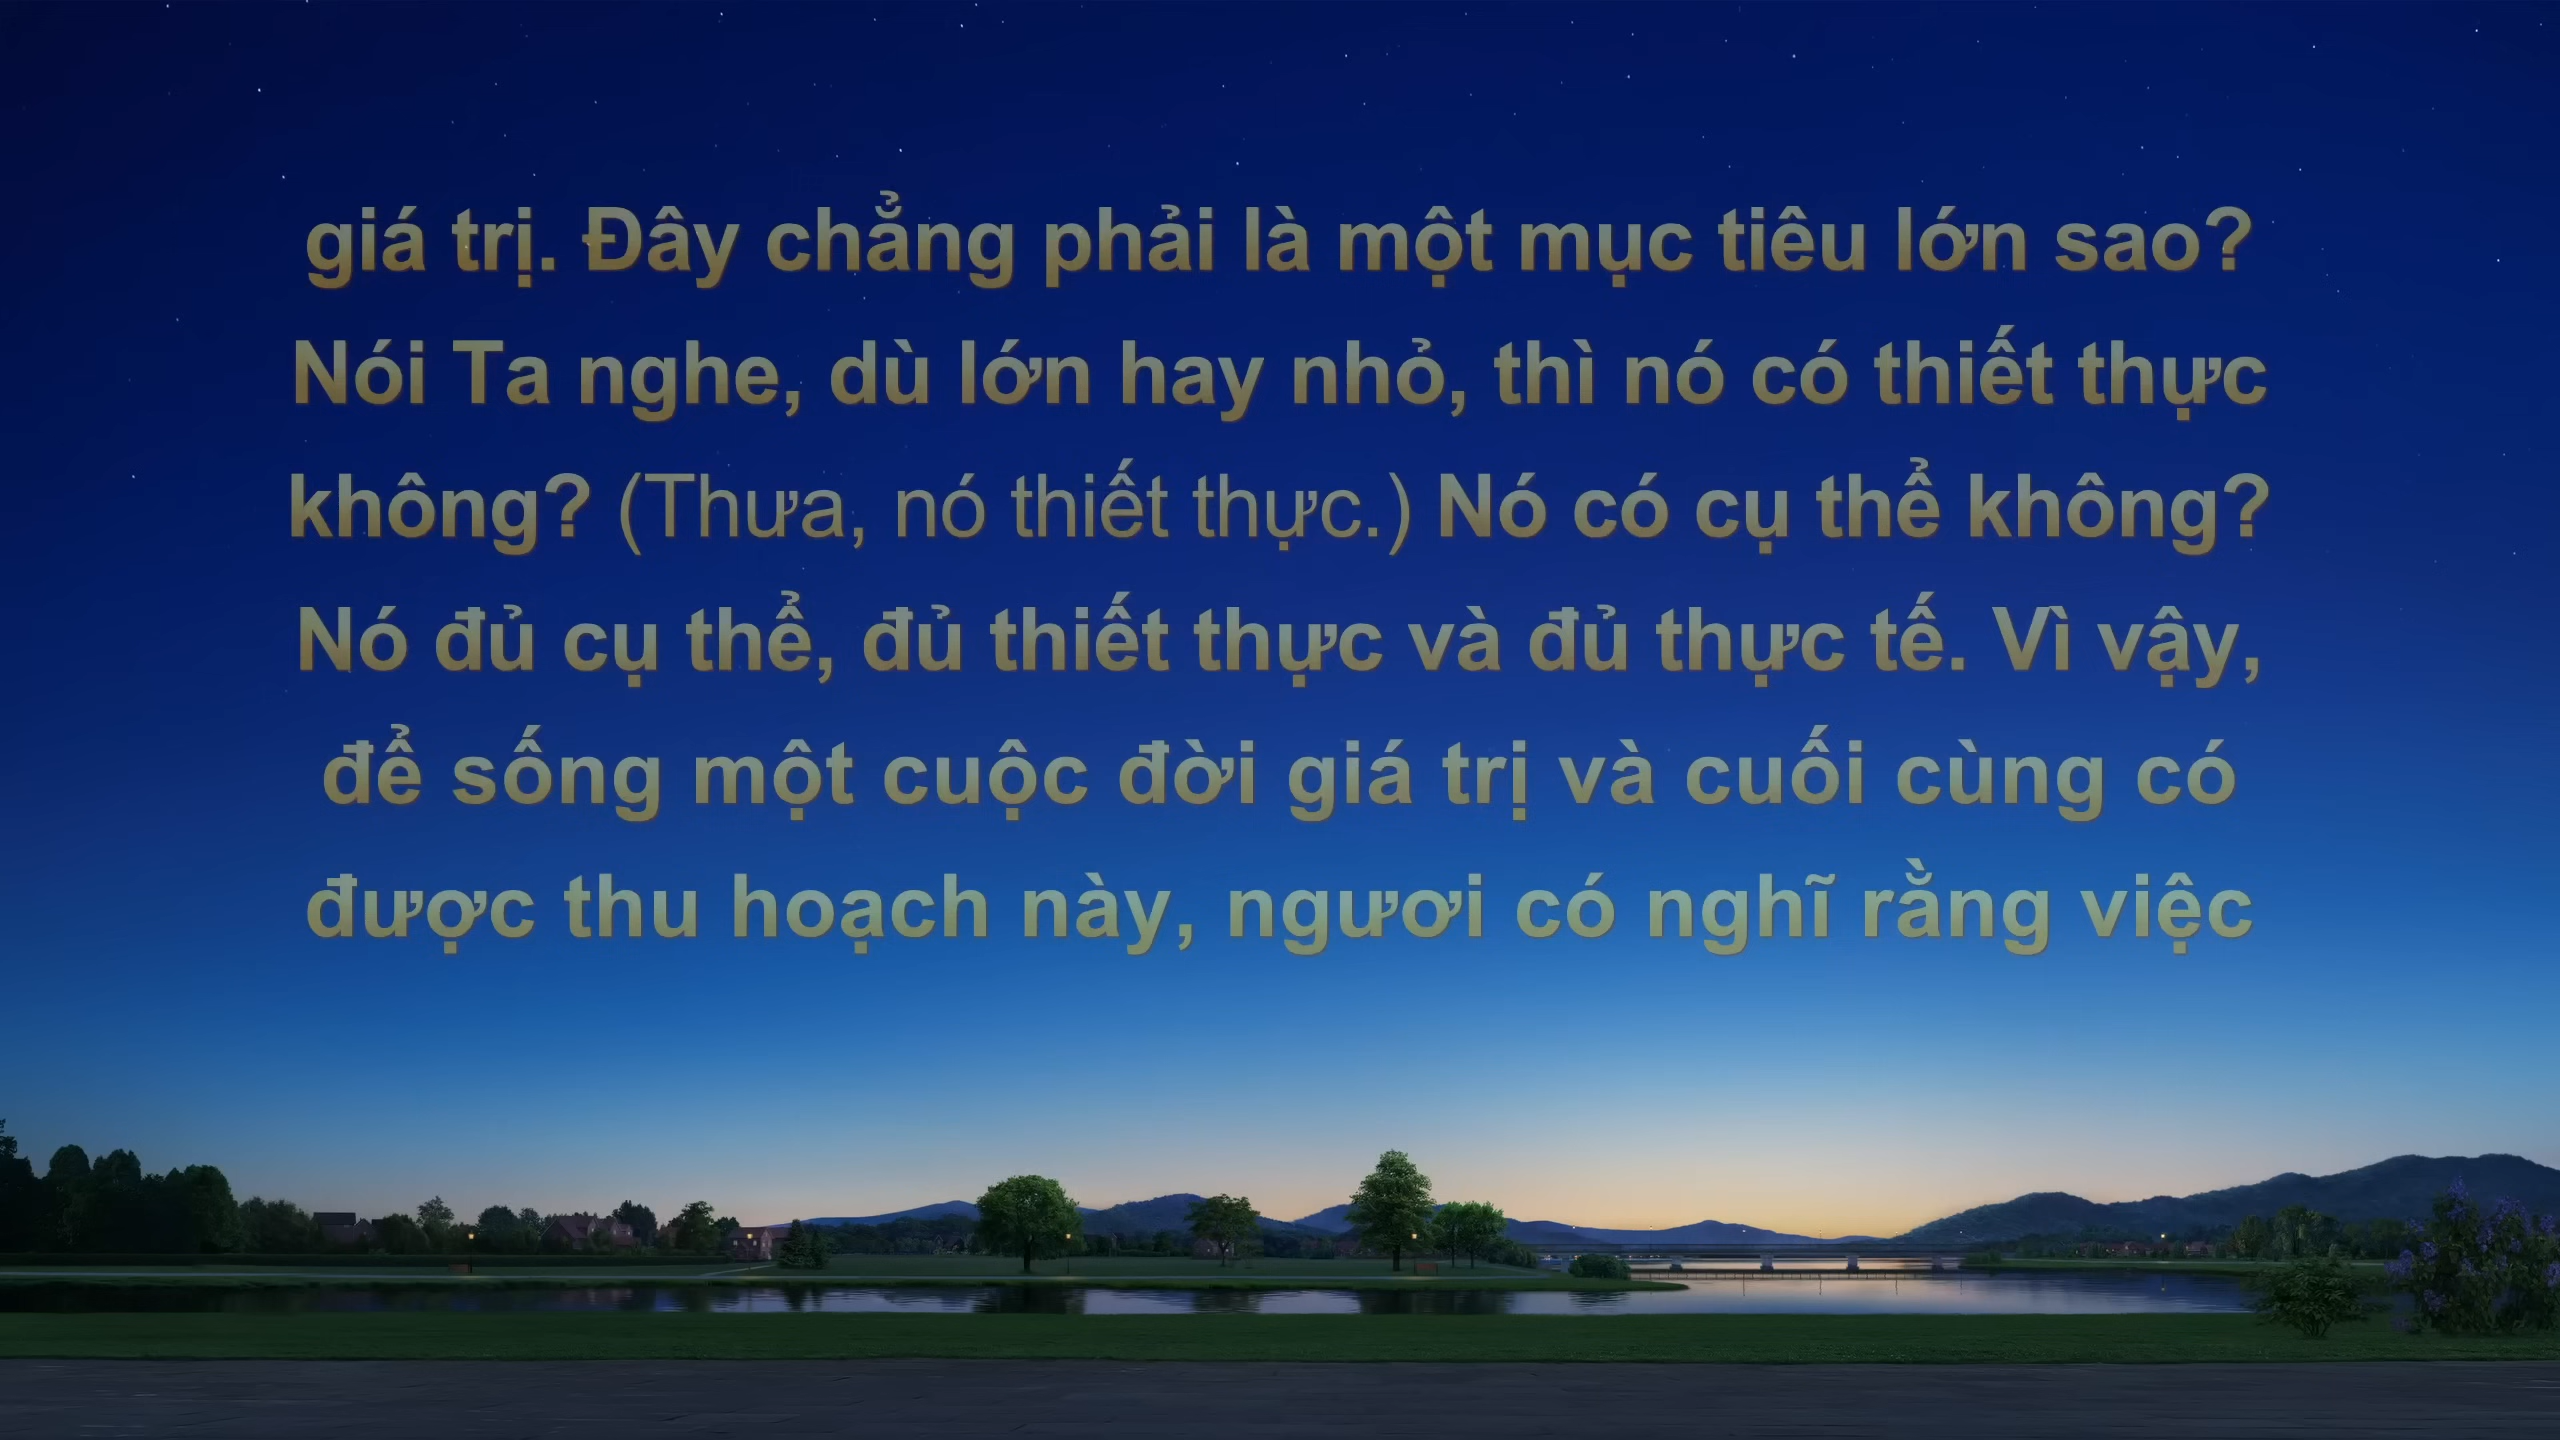 giá trị. Đây chẳng phải là một mục tiêu lớn sao?
Nói Ta nghe, dù lớn hay nhỏ, thì nó có thiết thực
không? (Thưa, nó thiết thực.) Nó có cụ thể không?
Nó đủ cụ thể, đủ thiết thực và đủ thực tế. Vì vậy,
để sống một cuộc đời giá trị và cuối cùng có
được thu hoạch này, ngươi có nghĩ rằng việc